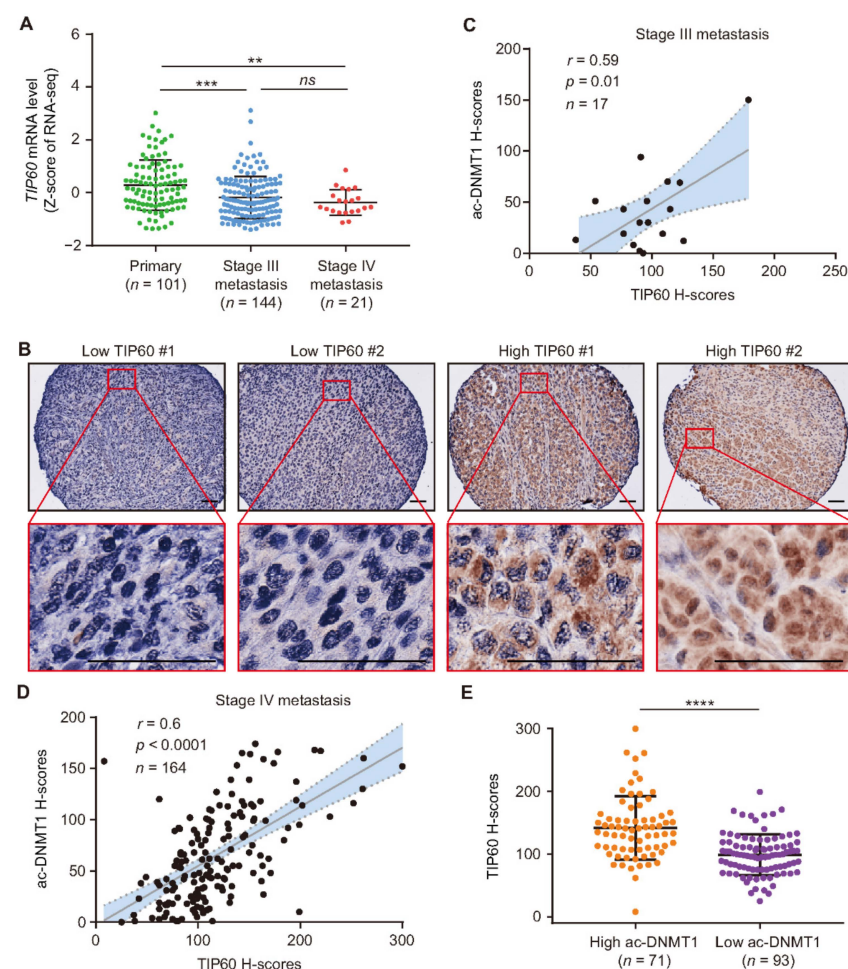 A
TIP60 mRNA level
(Z-score of RNA-seq)
6
4
2
0
−2
**
***
ns
Primary
(n = 101)
Stage III
metastasis
(n = 144)
Stage IV
metastasis
(n = 21)
C
Stage III metastasis
ac-DNMT1 H-scores
200
150
100
50
0
r = 0.59
p = 0.01
n = 17
0 50 100 150 200 250
TIP60 H-scores
B
Low TIP60 #1
Low TIP60 #2
High TIP60 #1
High TIP60 #2
D
Stage IV metastasis
ac-DNMT1 H-scores
200
150
100
50
0
r = 0.6
p < 0.0001
n = 164
0 100 200 300
TIP60 H-scores
E
TIP60 H-scores
300
200
100
0
****
High ac-DNMT1
(n = 71)
Low ac-DNMT1
(n = 93)